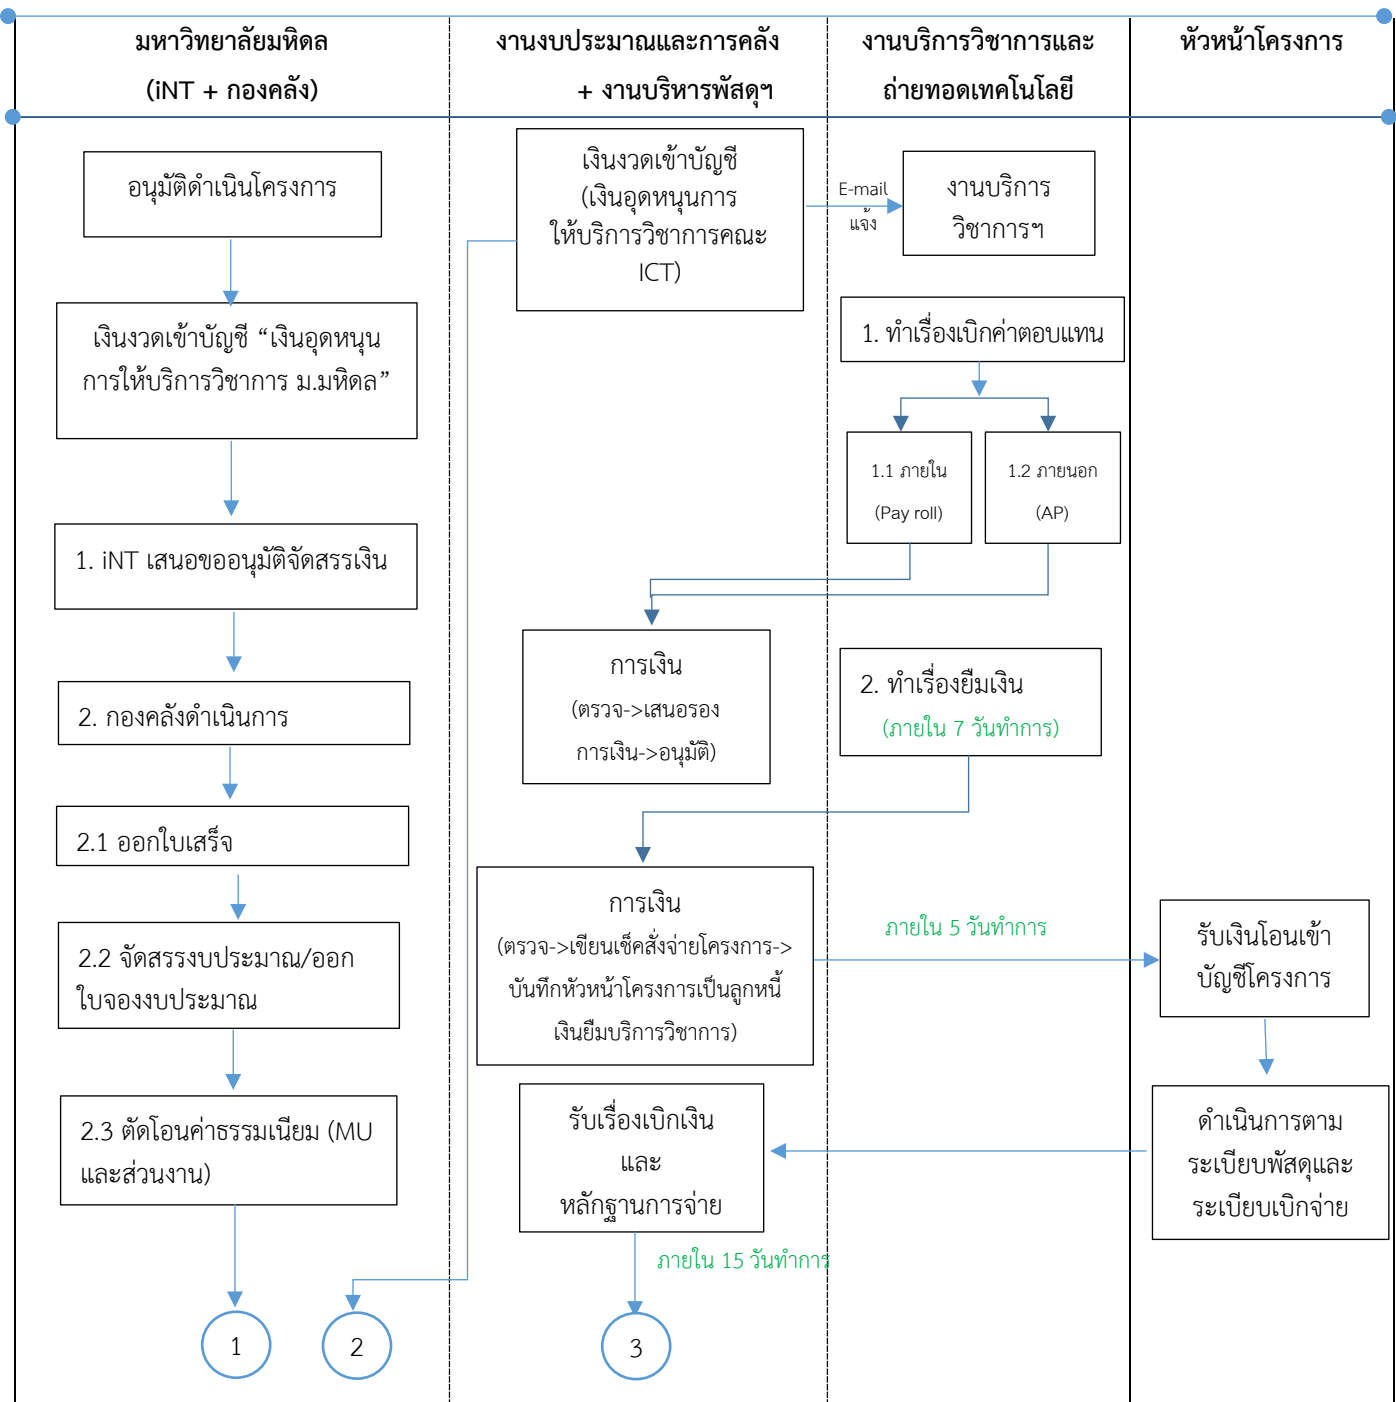 มหาวิทยาลัยมหิดล
(iNT + กองคลัง)
งานงบประมาณและการคลัง
+ งานบริหารพัสดุฯ
งานบริการวิชาการและ
ถ่ายทอดเทคโนโลยี
หัวหน้าโครงการ
อนุมัติดำเนินโครงการ
เงินงวดเข้าบัญชี “เงินอุดหนุน
การให้บริการวิชาการ ม.มหิดล”
1. iNT เสนอขออนุมัติจัดสรรเงิน
2. กองคลังดำเนินการ
2.1 ออกใบเสร็จ
2.2 จัดสรรงบประมาณ/ออก
ใบจองงบประมาณ
2.3 ตัดโอนค่าธรรมเนียม (MU
และส่วนงาน)
1
2
เงินงวดเข้าบัญชี
(เงินอุดหนุนการ
ให้บริการวิชาการคณะ
ICT)
E-mail
แจ้ง
งานบริการ
วิชาการฯ
1. ทำเรื่องเบิกค่าตอบแทน
1.1 ภายใน
(Pay roll)
1.2 ภายนอก
(AP)
การเงิน
(ตรวจ->เสนอรอง
การเงิน->อนุมัติ)
2. ทำเรื่องยืมเงิน
(ภายใน 7 วันทำการ)
การเงิน
(ตรวจ->เขียนเช็คสั่งจ่ายโครงการ->
บันทึกหัวหน้าโครงการเป็นลูกหนี้
เงินยืมบริการวิชาการ)
ภายใน 5 วันทำการ
รับเงินโอนเข้า
บัญชีโครงการ
ดำเนินการตาม
ระเบียบพัสดุและ
ระเบียบเบิกจ่าย
รับเรื่องเบิกเงิน
และ
หลักฐานการจ่าย
ภายใน 15 วันทำการ
3